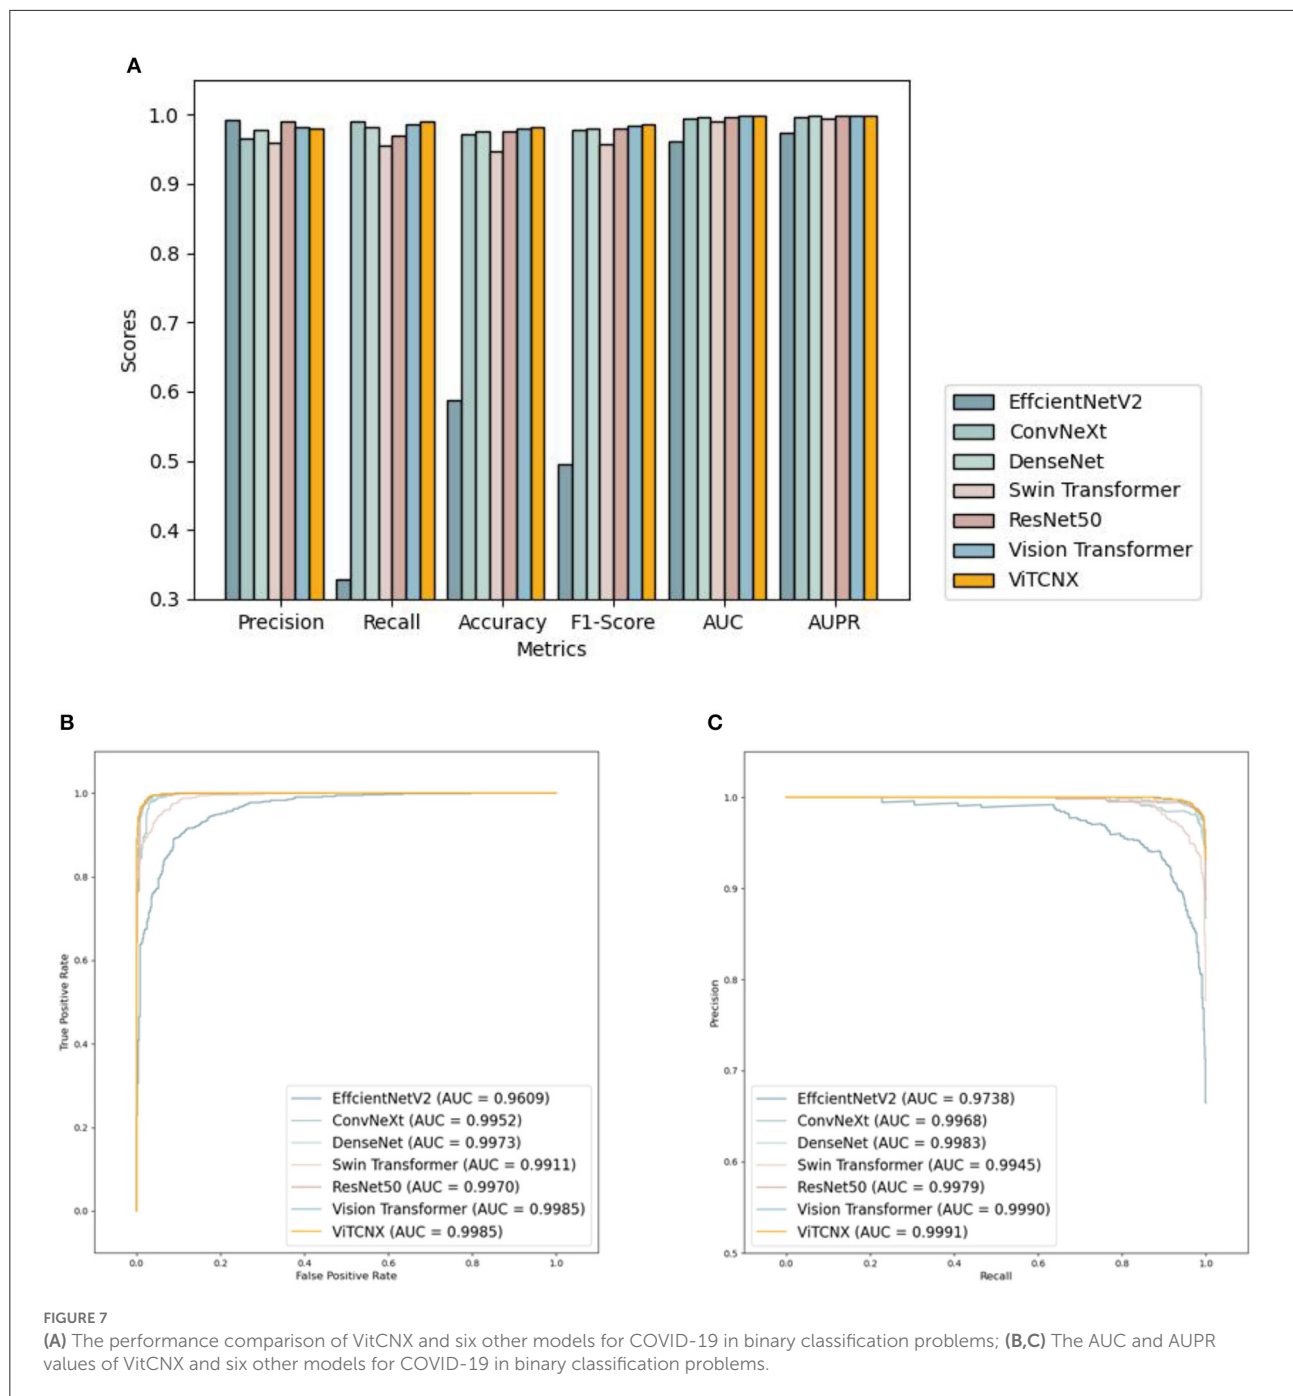 A
1.0
0.9
0.8
0.7
0.6
0.5
0.4
0.3
Scores
Precision Recall Accuracy F1-Score AUC AUPR
Metrics
EffcientNetV2
ConvNeXt
DenseNet
Swin Transformer
ResNet50
Vision Transformer
ViTCNX
B
1.0
0.8
0.6
0.4
0.2
0.0
True Positive Rate
EffcientNetV2 (AUC = 0.9609)
ConvNeXt (AUC = 0.9952)
DenseNet (AUC = 0.9973)
Swin Transformer (AUC = 0.9911)
ResNet50 (AUC = 0.9970)
Vision Transformer (AUC = 0.9985)
ViTCNX (AUC = 0.9985)
0.0 0.2 0.4 0.6 0.8 1.0
False Positive Rate
C
1.0
0.9
0.8
0.7
0.6
0.5
Precision
EffcientNetV2 (AUC = 0.9738)
ConvNeXt (AUC = 0.9968)
DenseNet (AUC = 0.9983)
Swin Transformer (AUC = 0.9945)
ResNet50 (AUC = 0.9979)
Vision Transformer (AUC = 0.9990)
ViTCNX (AUC = 0.9991)
0.0 0.2 0.4 0.6 0.8 1.0
Recall
FIGURE 7
(A) The performance comparison of VitCNX and six other models for COVID-19 in binary classification problems; (B,C) The AUC and AUPR
values of VitCNX and six other models for COVID-19 in binary classification problems.